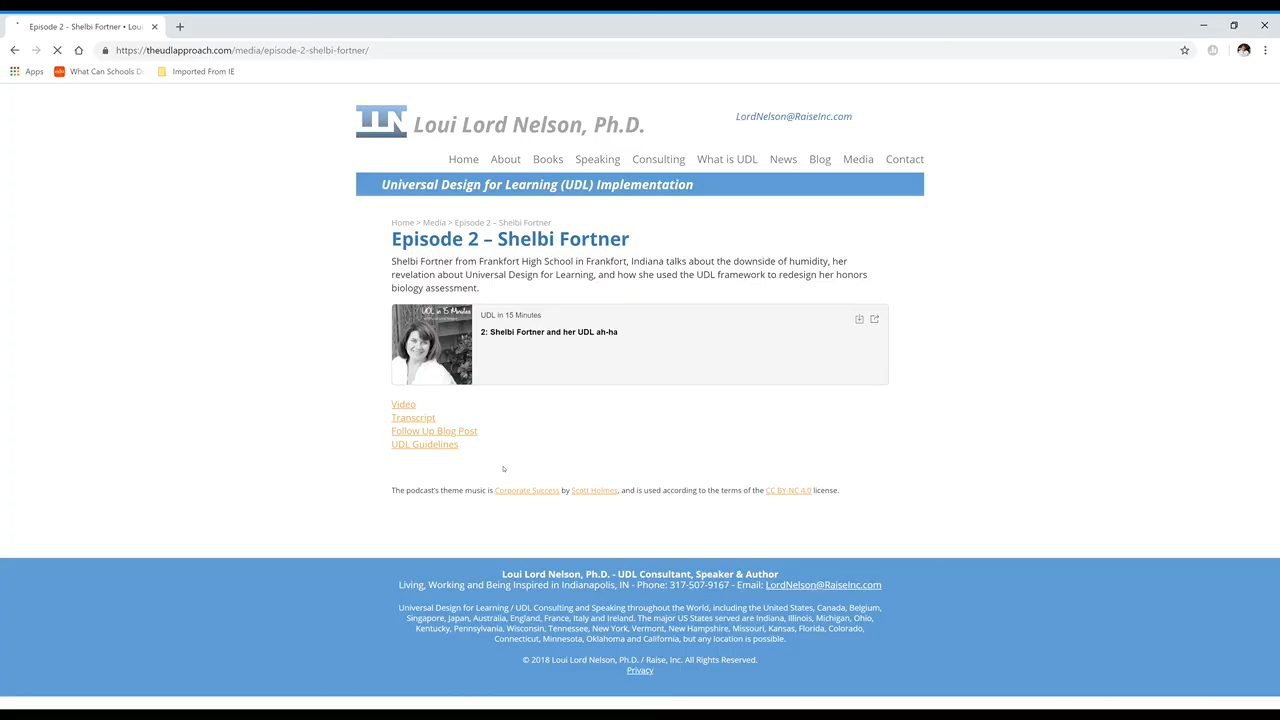 Episode 2 - Shelbi Fortner • Lou
https://theudlapproach.com/media/episode-2-shelbi-fortner/
Apps What Can Schools Do Imported From IE
LLN Loui Lord Nelson, Ph.D.
LordNelson@RaiseInc.com
Home About Books Speaking Consulting What is UDL News Blog Media Contact
Universal Design for Learning (UDL) Implementation
Home > Media > Episode 2 – Shelbi Fortner
Episode 2 – Shelbi Fortner
Shelbi Fortner from Frankfort High School in Frankfort, Indiana talks about the downside of humidity, her
revelation about Universal Design for Learning, and how she used the UDL framework to redesign her honors
biology assessment.
UDL in 15 Minutes
UDL in 15 Minutes
2: Shelbi Fortner and her UDL ah-ha
Video
Transcript
Follow Up Blog Post
UDL Guidelines
The podcast's theme music is Corporate Success by Scott Holmes, and is used according to the terms of the CC BY-NC 4.0 license.
Loui Lord Nelson, Ph.D. - UDL Consultant, Speaker & Author
Living, Working and Being Inspired in Indianapolis, IN - Phone: 317-507-9167 - Email: LordNelson@RaiseInc.com
Universal Design for Learning / UDL Consulting and Speaking throughout the World, including the United States, Canada, Belgium,
Singapore, Japan, Australia, England, France, Italy and Ireland. The major US States served are Indiana, Illinois, Michigan, Ohio,
Kentucky, Pennsylvania, Wisconsin, Tennessee, New York, Vermont, New Hampshire, Missouri, Kansas, Florida, Colorado,
Connecticut, Minnesota, Oklahoma and California, but any location is possible.
© 2018 Loui Lord Nelson, Ph.D. / Raise, Inc. All Rights Reserved.
Privacy